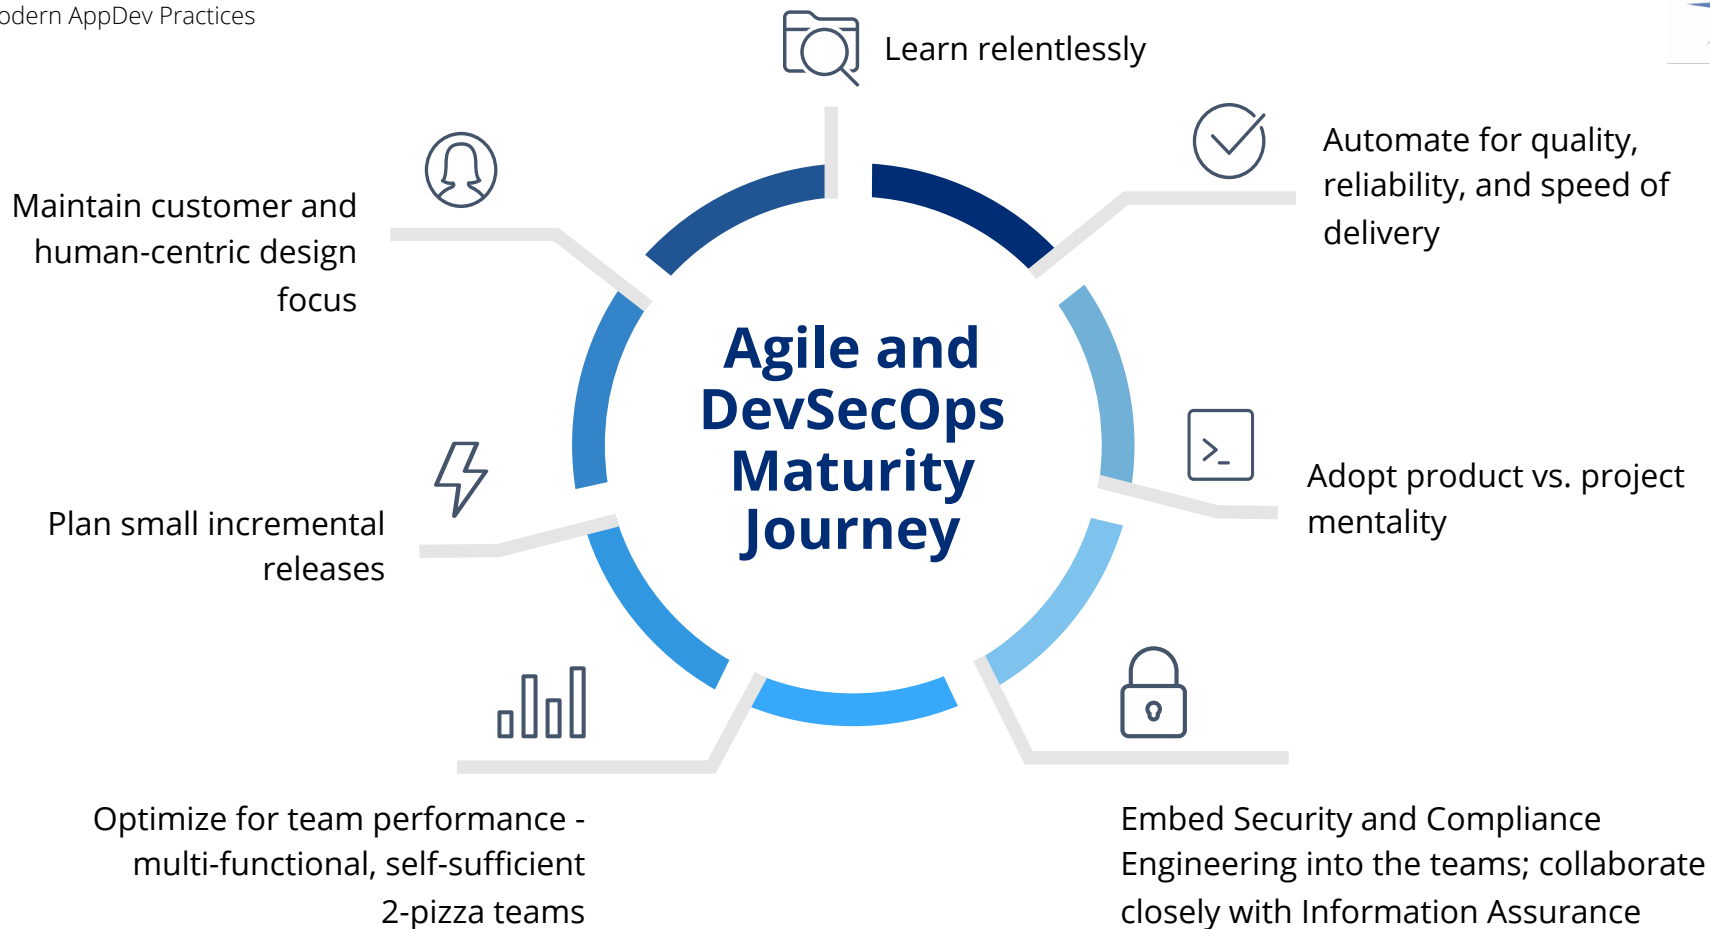 odern AppDev Practices
Learn relentlessly
Automate for quality,
reliability, and speed of
delivery
Maintain customer and
human-centric design
focus
Agile and
DevSecOps
Maturity
Journey
Adopt product vs. project
mentality
Plan small incremental
releases
Optimize for team performance -
multi-functional, self-sufficient
2-pizza teams
Embed Security and Compliance
Engineering into the teams; collaborate
closely with Information Assurance